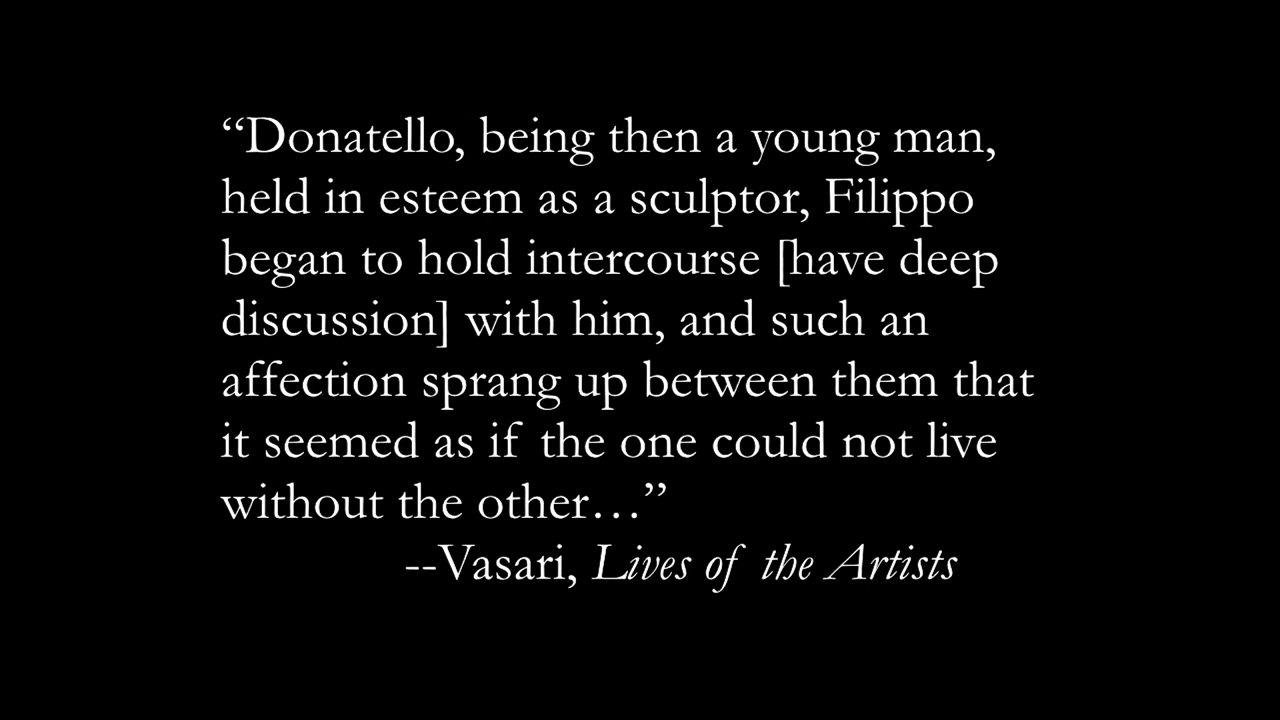 “Donatello, being then a young man,
held in esteem as a sculptor, Filippo
began to hold intercourse [have deep
discussion] with him, and such an
affection sprang up between them that
it seemed as if the one could not live
without the other…”
--Vasari, Lives of the Artists